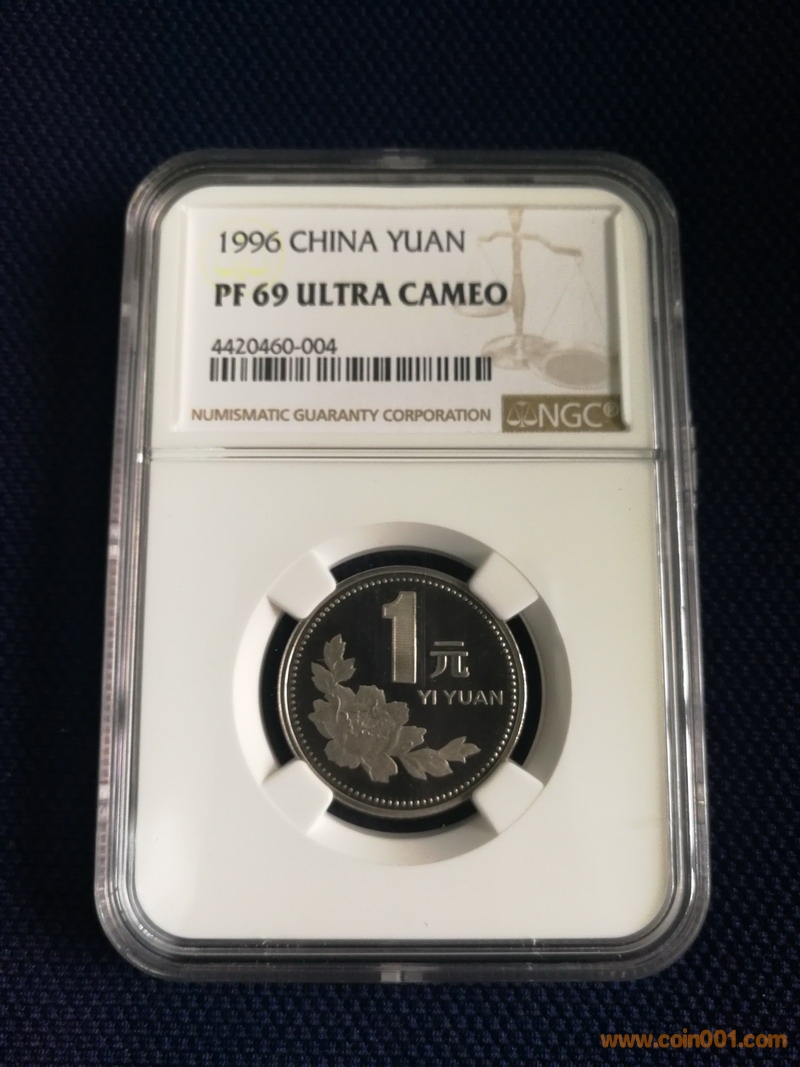 1996 CHINA YUAN
PF 69 ULTRA CAMEO
4420460-004
NUMISMATIC GUARANTY CORPORATION
NGC®
1元
YI YUAN
www.coin001.com